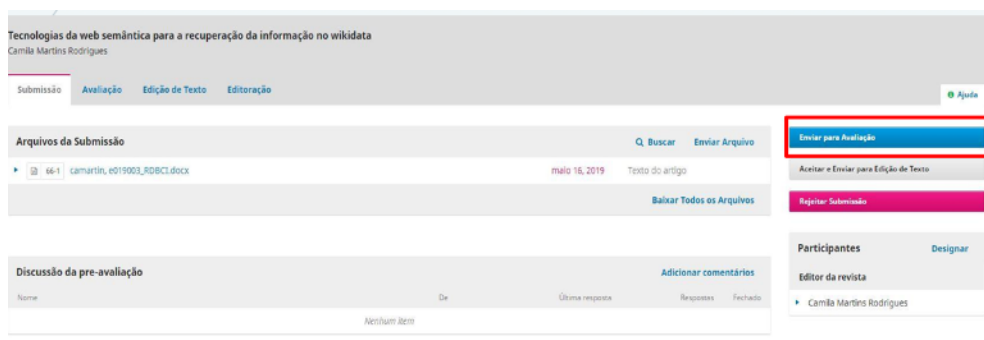 Tecnologias da web semântica para a recuperação da informação no wikidata
Camila Martins Rodrigues
Submissão Avaliação Edição de Texto Editoração
Ajuda
Arquivos da Submissão Buscar Enviar Arquivo
66-1 camartin, e019003_RDBCI.docx maio 16, 2019 Texto do artigo
Baixar Todos os Arquivos
Discussão da pre-avaliação Adicionar comentários
Nome De Última resposta Respostas Fechado
Nenhum item
Enviar para Avaliação
Aceitar e Enviar para Edição de Texto
Rejeitar Submissão
Participantes Designar
Editor da revista
Camila Martins Rodrigues